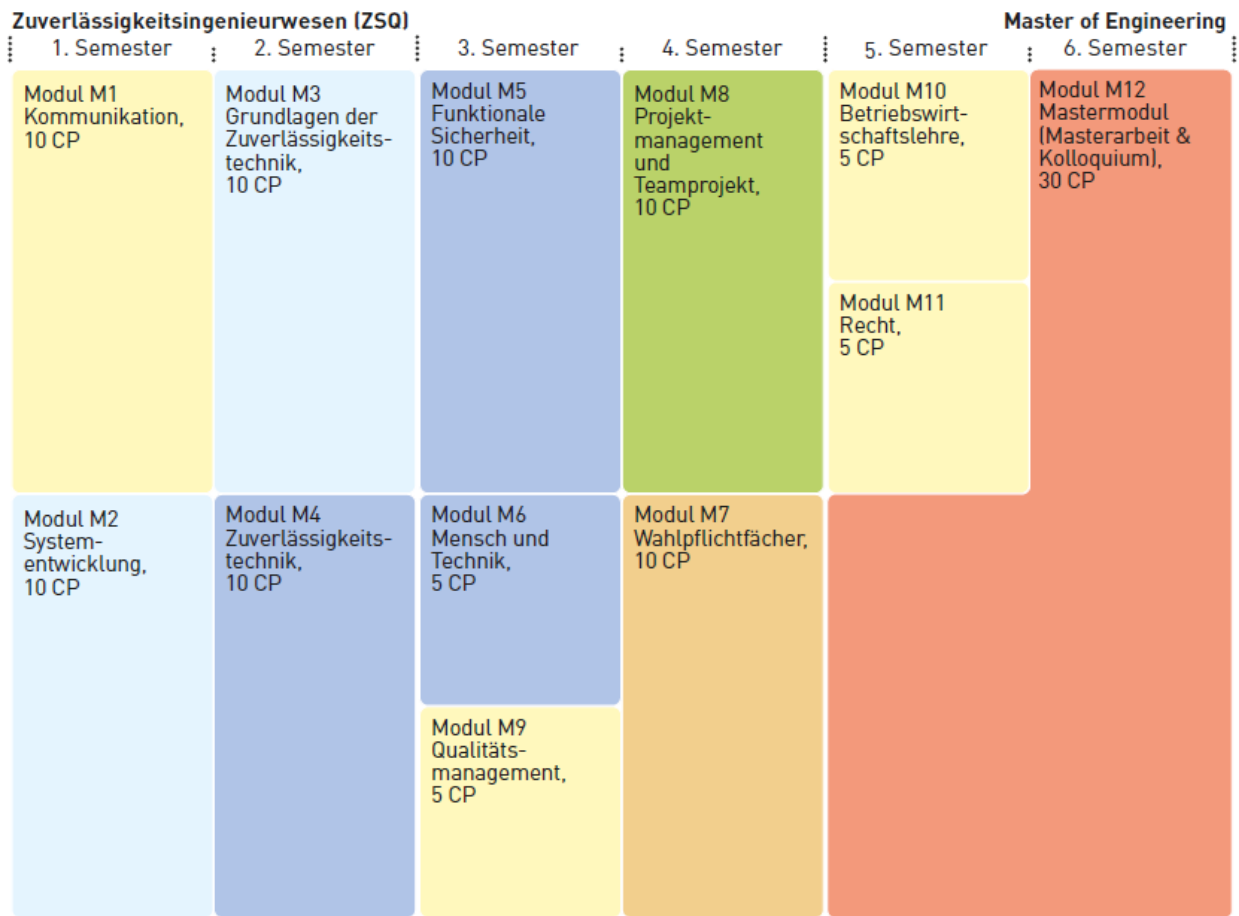 Zuverlässigkeitsingenieurwesen (ZSQ)
Master of Engineering
1. Semester
2. Semester
3. Semester
4. Semester
5. Semester
6. Semester
Modul M1
Kommunikation,
10 CP
Modul M3
Grundlagen der
Zuverlässigkeits-
technik,
10 CP
Modul M5
Funktionale
Sicherheit,
10 CP
Modul M8
Projekt-
management
und
Teamprojekt,
10 CP
Modul M10
Betriebswirt-
schaftslehre,
5 CP
Modul M12
Mastermodul
(Masterarbeit &
Kolloquium),
30 CP
Modul M11
Recht,
5 CP
Modul M2
System-
entwicklung,
10 CP
Modul M4
Zuverlässigkeits-
technik,
10 CP
Modul M6
Mensch und
Technik,
5 CP
Modul M7
Wahlpflichtfächer,
10 CP
Modul M9
Qualitäts-
management,
5 CP